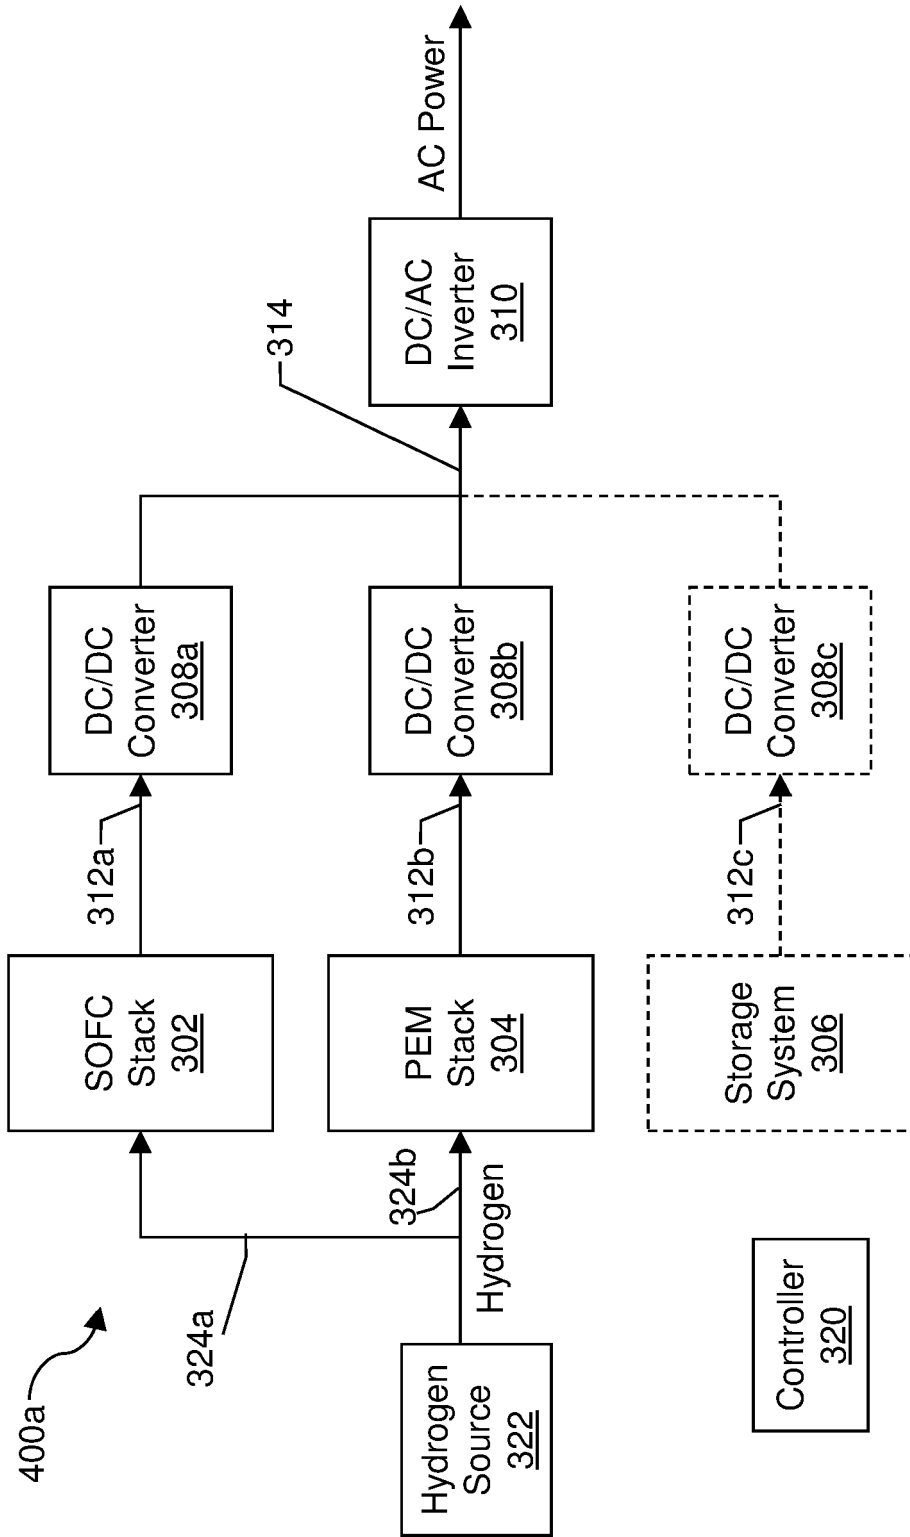 400a
324a
Hydrogen
Source
322
Hydrogen
324b
SOFC
Stack
302
PEM
Stack
304
Storage
System
306
Controller
320
312a
312b
312c
DC/DC
Converter
308a
DC/DC
Converter
308b
DC/DC
Converter
308c
314
DC/AC
Inverter
310
AC Power